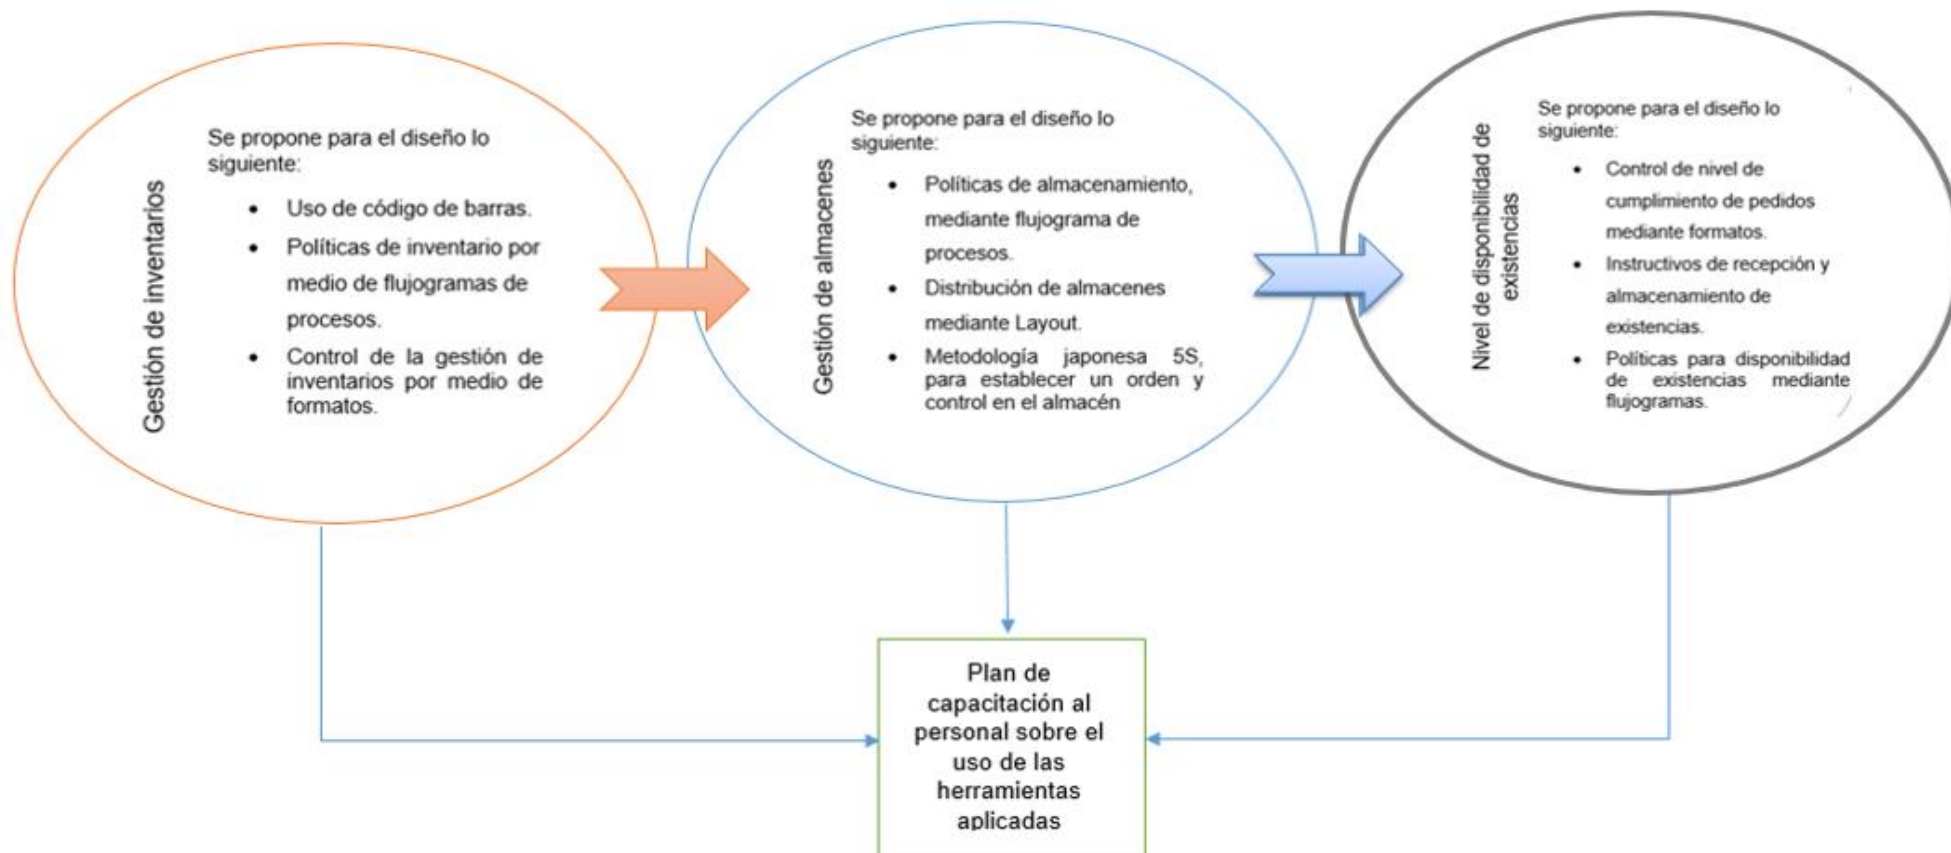 Gestión de inventarios
Se propone para el diseño lo
siguiente:
• Uso de código de barras.
• Políticas de inventario por
medio de flujogramas de
procesos.
• Control de la gestión de
inventarios por medio de
formatos.
Gestión de almacenes
Se propone para el diseño lo
siguiente:
• Políticas de almacenamiento,
mediante flujograma de
procesos.
• Distribución de almacenes
mediante Layout.
• Metodología japonesa 5S,
para establecer un orden y
control en el almacén
Nivel de disponibilidad de
existencias
Se propone para el diseño lo
siguiente:
• Control de nivel de
cumplimiento de pedidos
mediante formatos.
• Instructivos de recepción y
almacenamiento de
existencias.
• Políticas para disponibilidad
de existencias mediante
flujogramas.
Plan de
capacitación al
personal sobre el
uso de las
herramientas
aplicadas